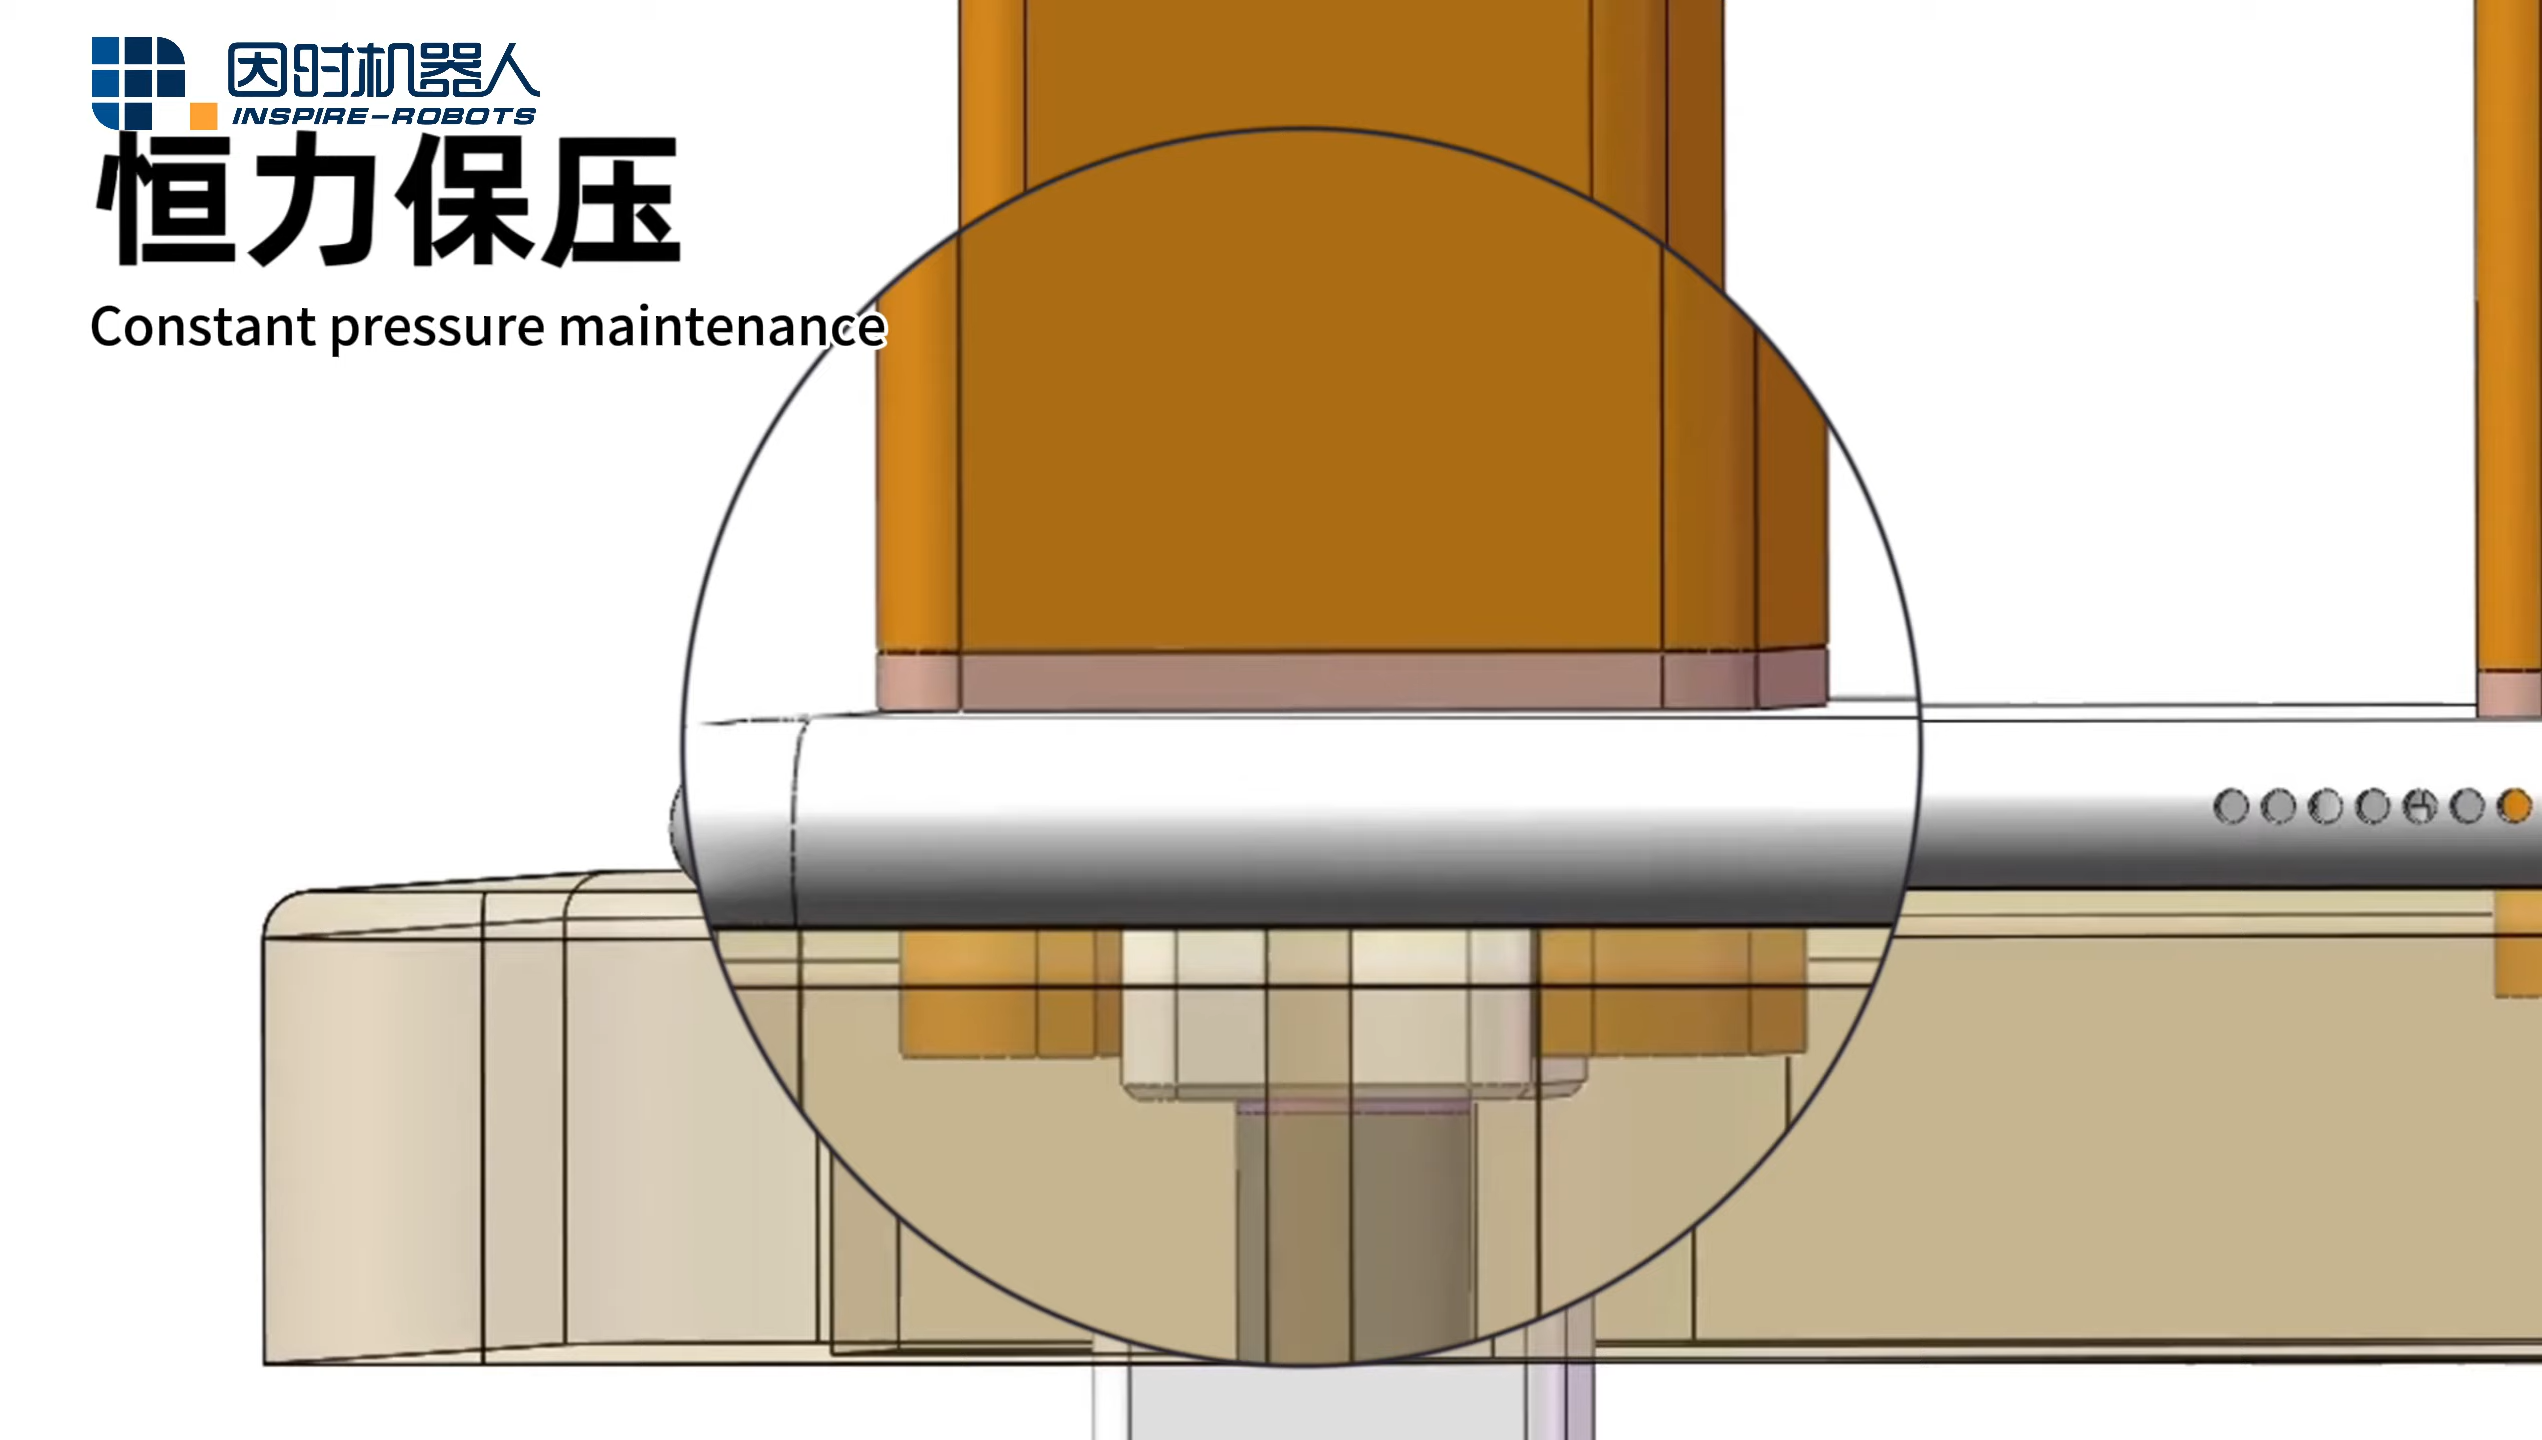 因时机器人
INSPIRE-ROBOTS
恒力保压
Constant pressure maintenance